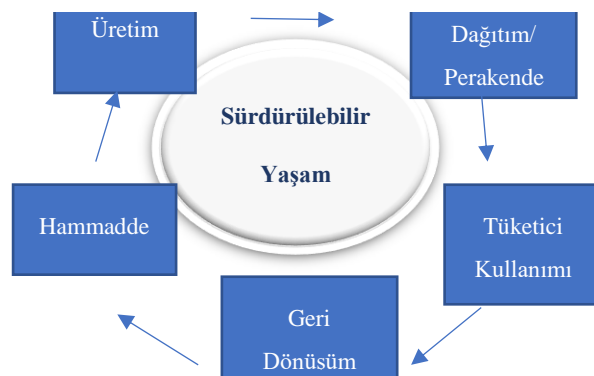 Üretim
Dağıtım/
Perakende
Sürdürülebilir
Yaşam
Hammadde
Tüketici
Kullanımı
Geri
Dönüsüm